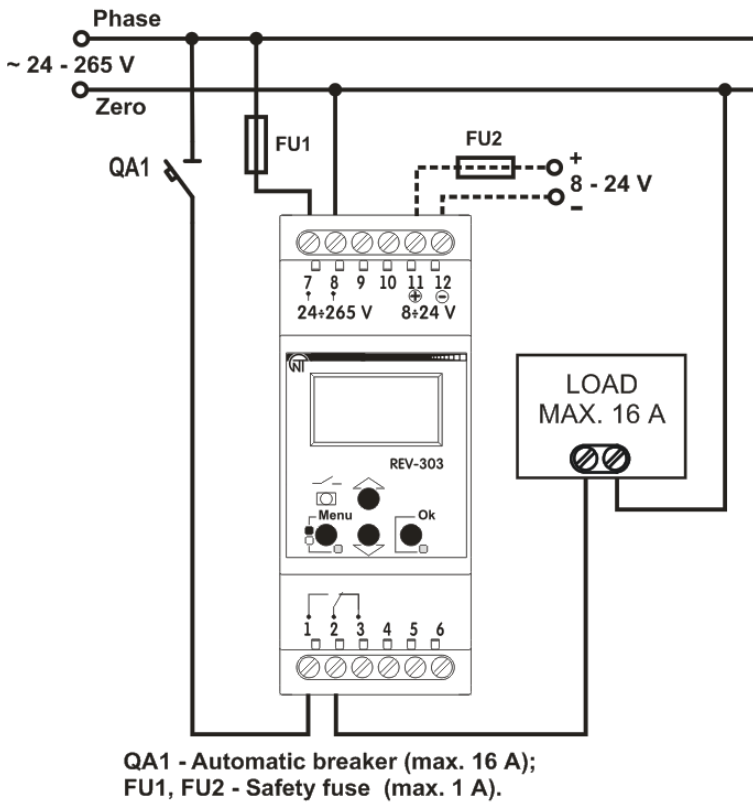 Phase
~ 24 - 265 V
Zero
QA1
FU1
FU2
+
8 - 24 V
–
7 8 9 10 11 12
24÷265 V 8÷24 V
NT
LOAD
MAX. 16 A
REV-303
Menu
Ok
1 2 3 4 5 6
QA1 - Automatic breaker (max. 16 A);
FU1, FU2 - Safety fuse (max. 1 A).